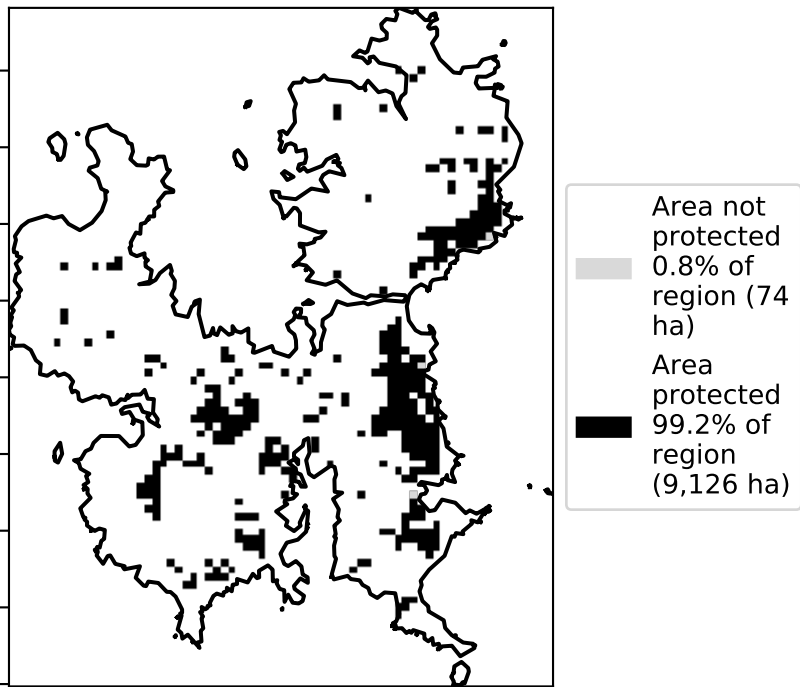 Area not
protected
0.8% of
region (74
ha)
Area
protected
99.2% of
region
(9,126 ha)